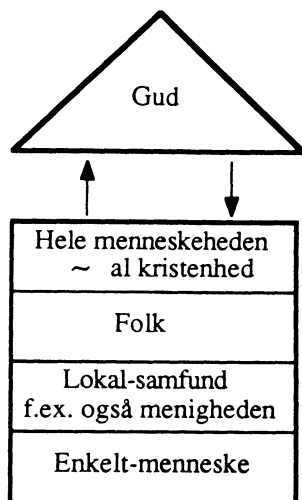 Gud
Hele menneskeheden
~ al kristenhed
Folk
Lokal-samfund
f.ex. også menigheden
Enkelt-menneske